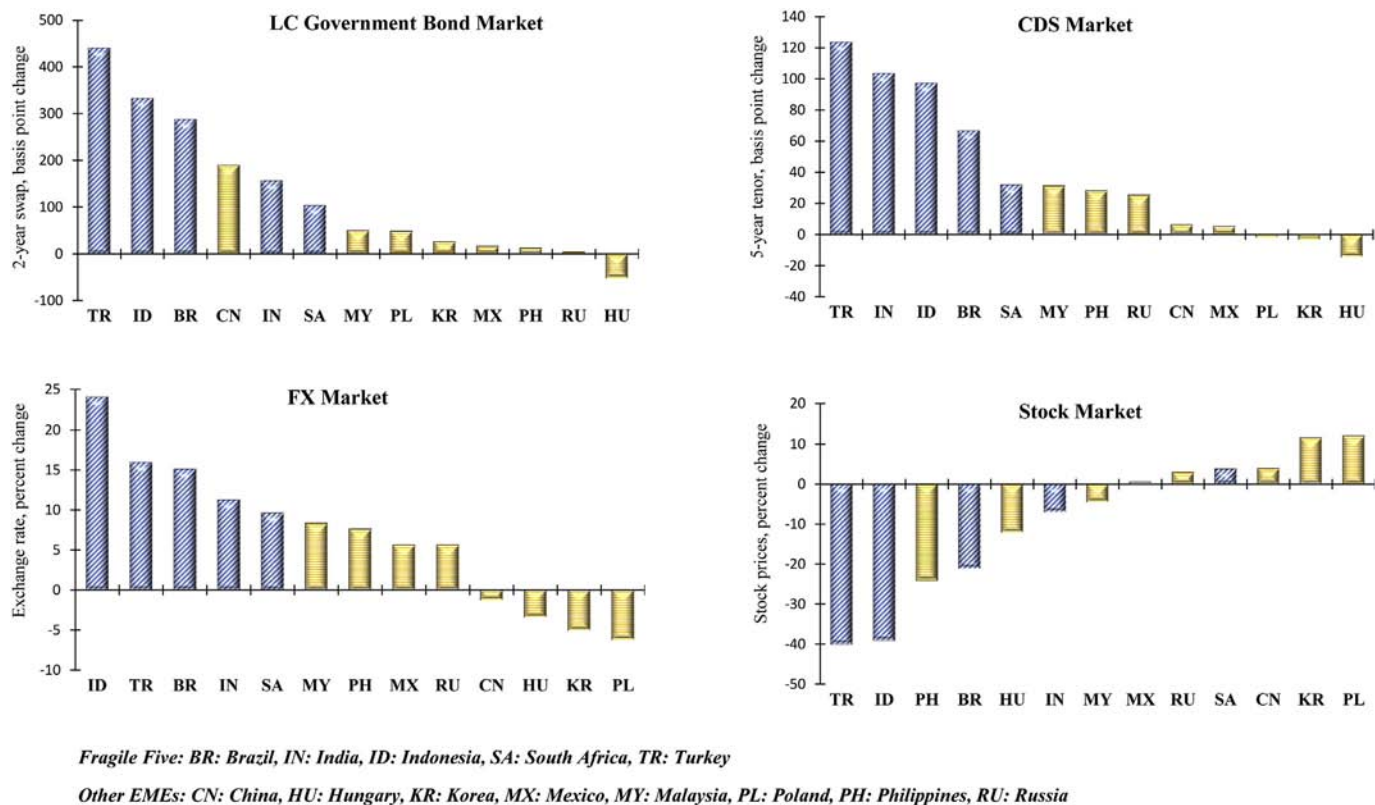 LC Government Bond Market
2-year swap, basis point change
500
400
300
200
100
0
-100
TR ID BR CN IN SA MY PL KR MX PH RU HU
CDS Market
5-year tenor, basis point change
140
120
100
80
60
40
20
0
-20
-40
TR IN ID BR SA MY PH RU CN MX PL KR HU
FX Market
Exchange rate, percent change
25
20
15
10
5
0
-5
-10
ID TR BR IN SA MY PH MX RU CN HU KR PL
Stock Market
Stock prices, percent change
20
10
0
-10
-20
-30
-40
-50
TR ID PH BR HU IN MY MX RU SA CN KR PL
Fragile Five: BR: Brazil, IN: India, ID: Indonesia, SA: South Africa, TR: Turkey
Other EMEs: CN: China, HU: Hungary, KR: Korea, MX: Mexico, MY: Malaysia, PL: Poland, PH: Philippines, RU: Russia